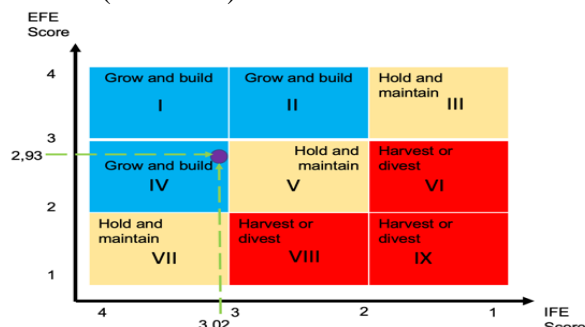 EFE
Score
4
Grow and build
I
Grow and build
II
Hold and
maintain
III
3
2,93
Grow and build
IV
Hold and
maintain
V
Harvest or
divest
VI
2
Hold and
maintain
VII
Harvest or
divest
VIII
Harvest or
divest
IX
1
4
3
2
1
IFE
Score
3,02